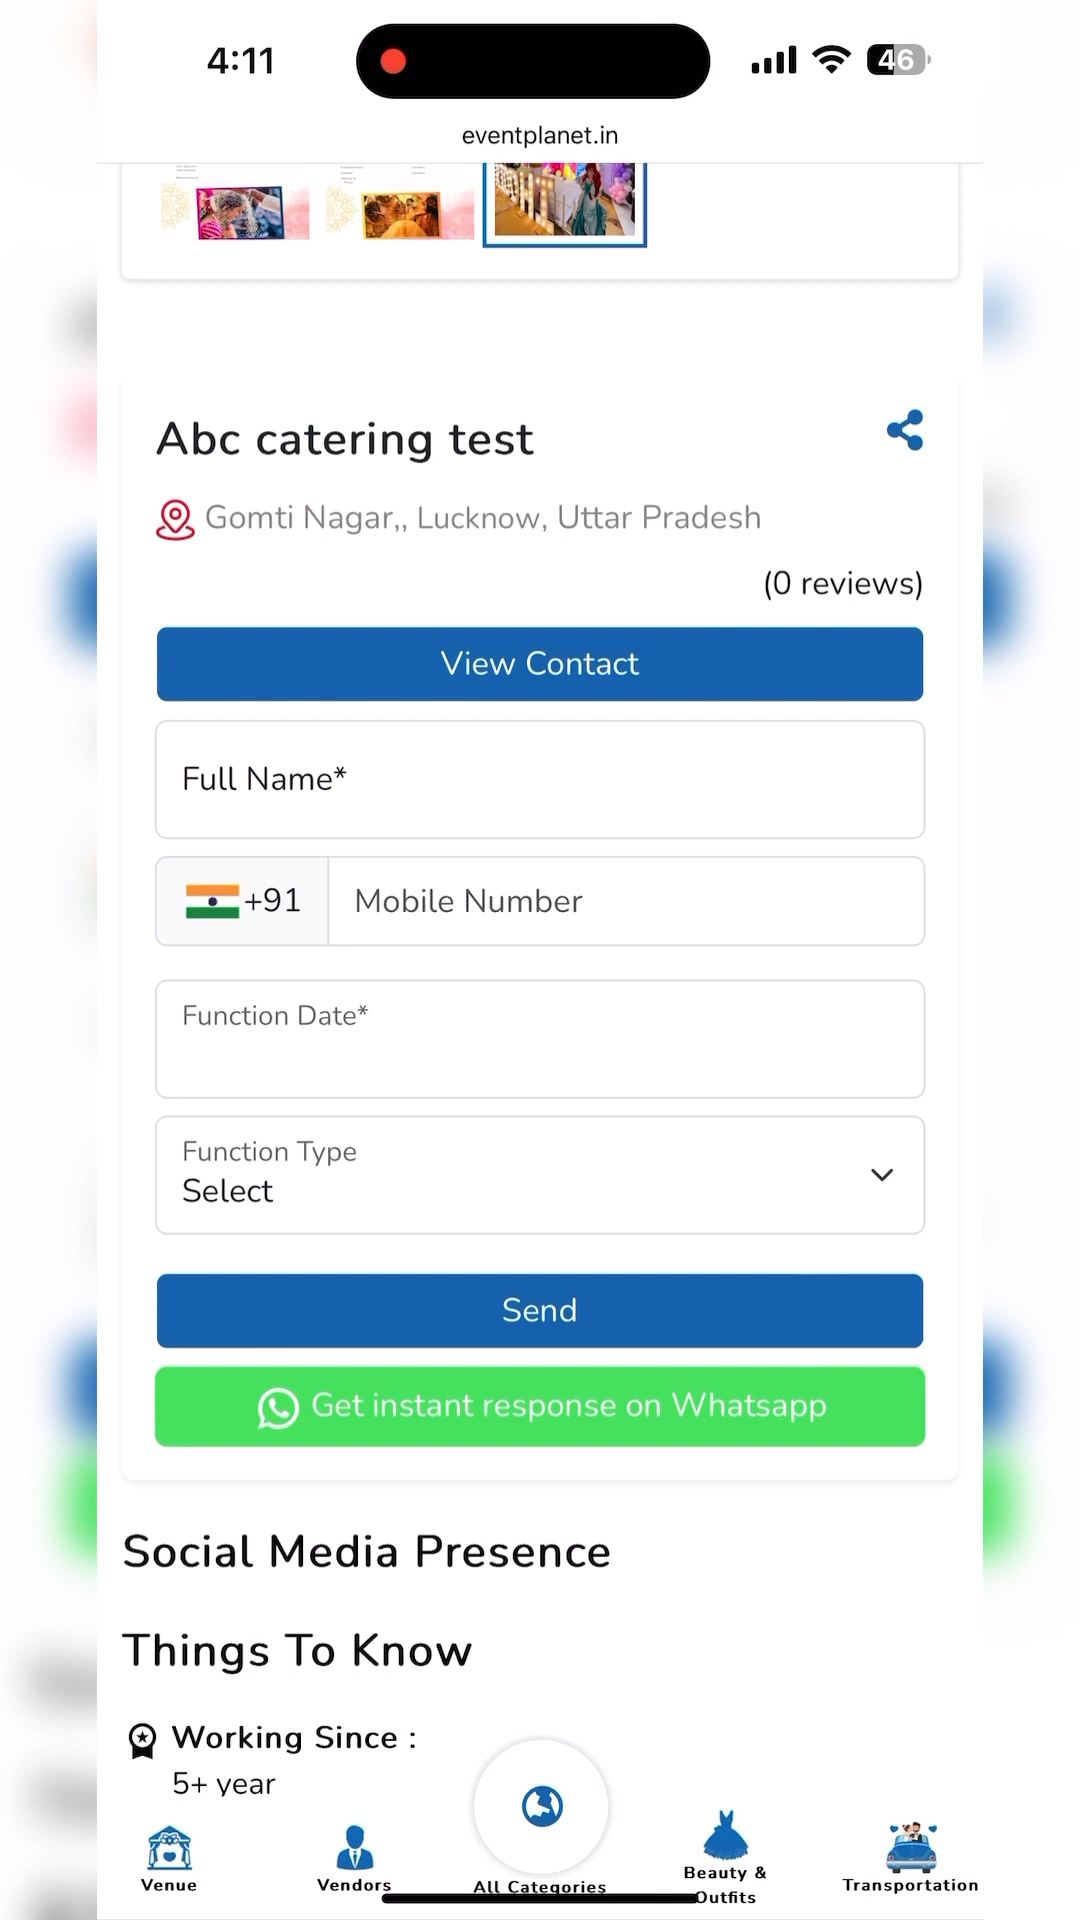 4:11
46
eventplanet.in
Abc catering test
Gomti Nagar,, Lucknow, Uttar Pradesh
(0 reviews)
View Contact
Full Name*
+91 Mobile Number
Function Date*
Function Type
Select
Send
Get instant response on Whatsapp
Social Media Presence
Things To Know
Working Since :
5+ year
Venue
Vendors
All Categories
Beauty &
Outfits
Transportation